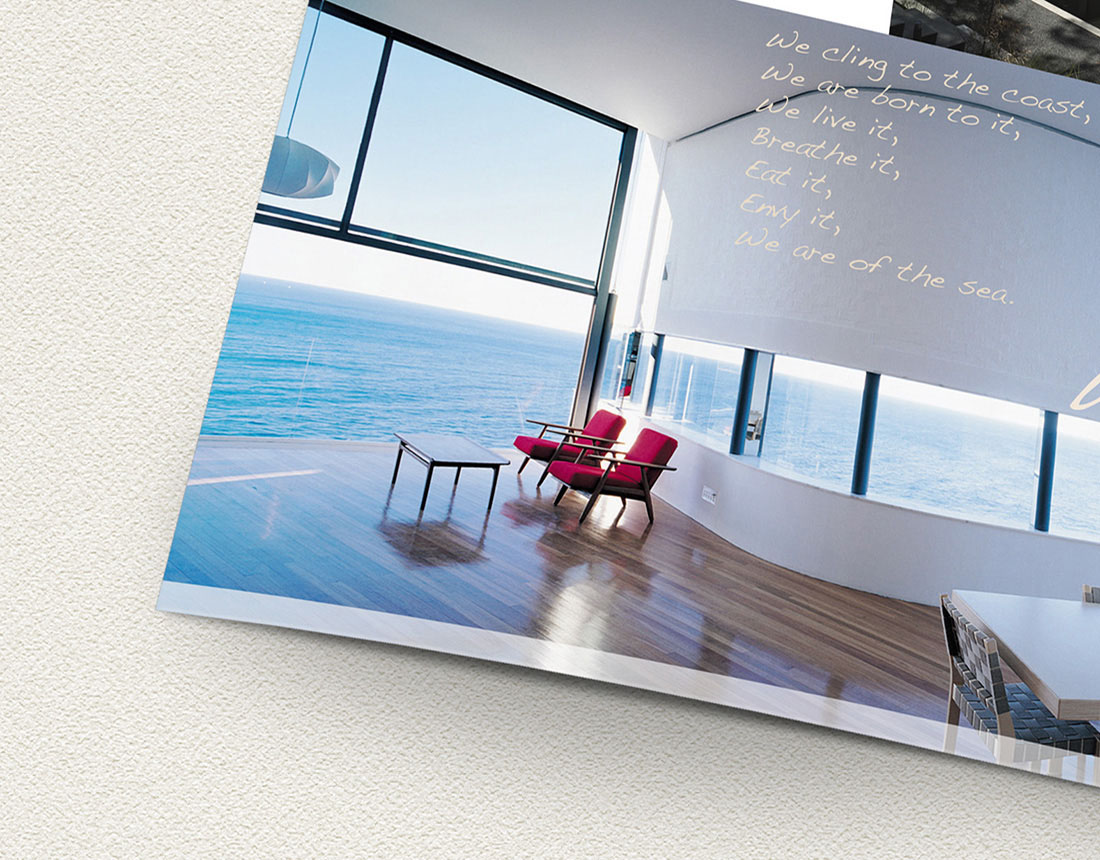 We cling to the coast,
We are born to it,
We live it,
Breathe it,
Eat it,
Envy it,
We are of the sea.